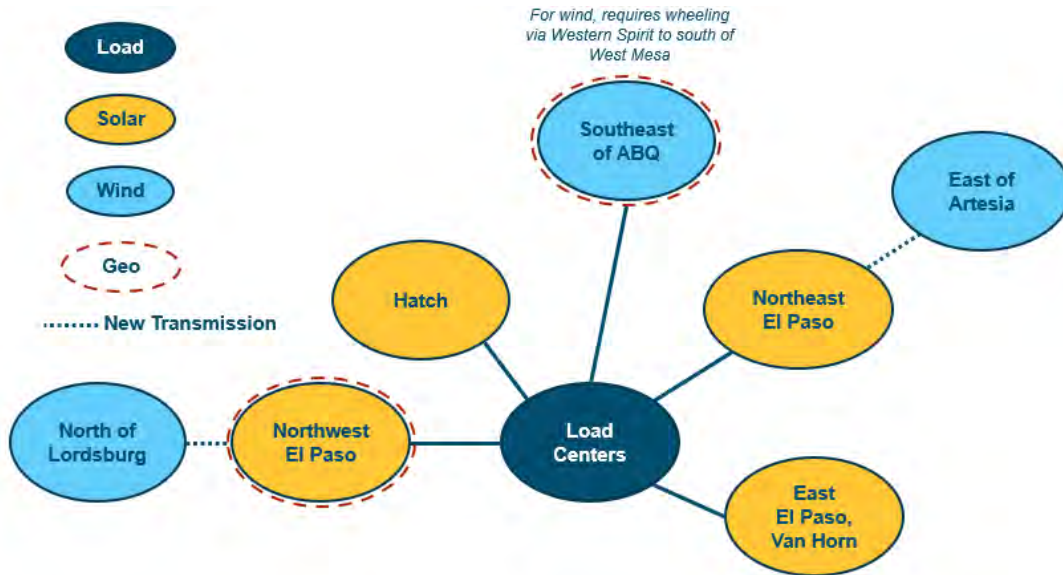 Load
Solar
Wind
Geo
New Transmission
For wind, requires wheeling
via Western Spirit to south of
West Mesa
Southeast
of ABQ
East of
Artesia
Hatch
Northeast
El Paso
North of
Lordsburg
Northwest
El Paso
Load
Centers
East
El Paso,
Van Horn